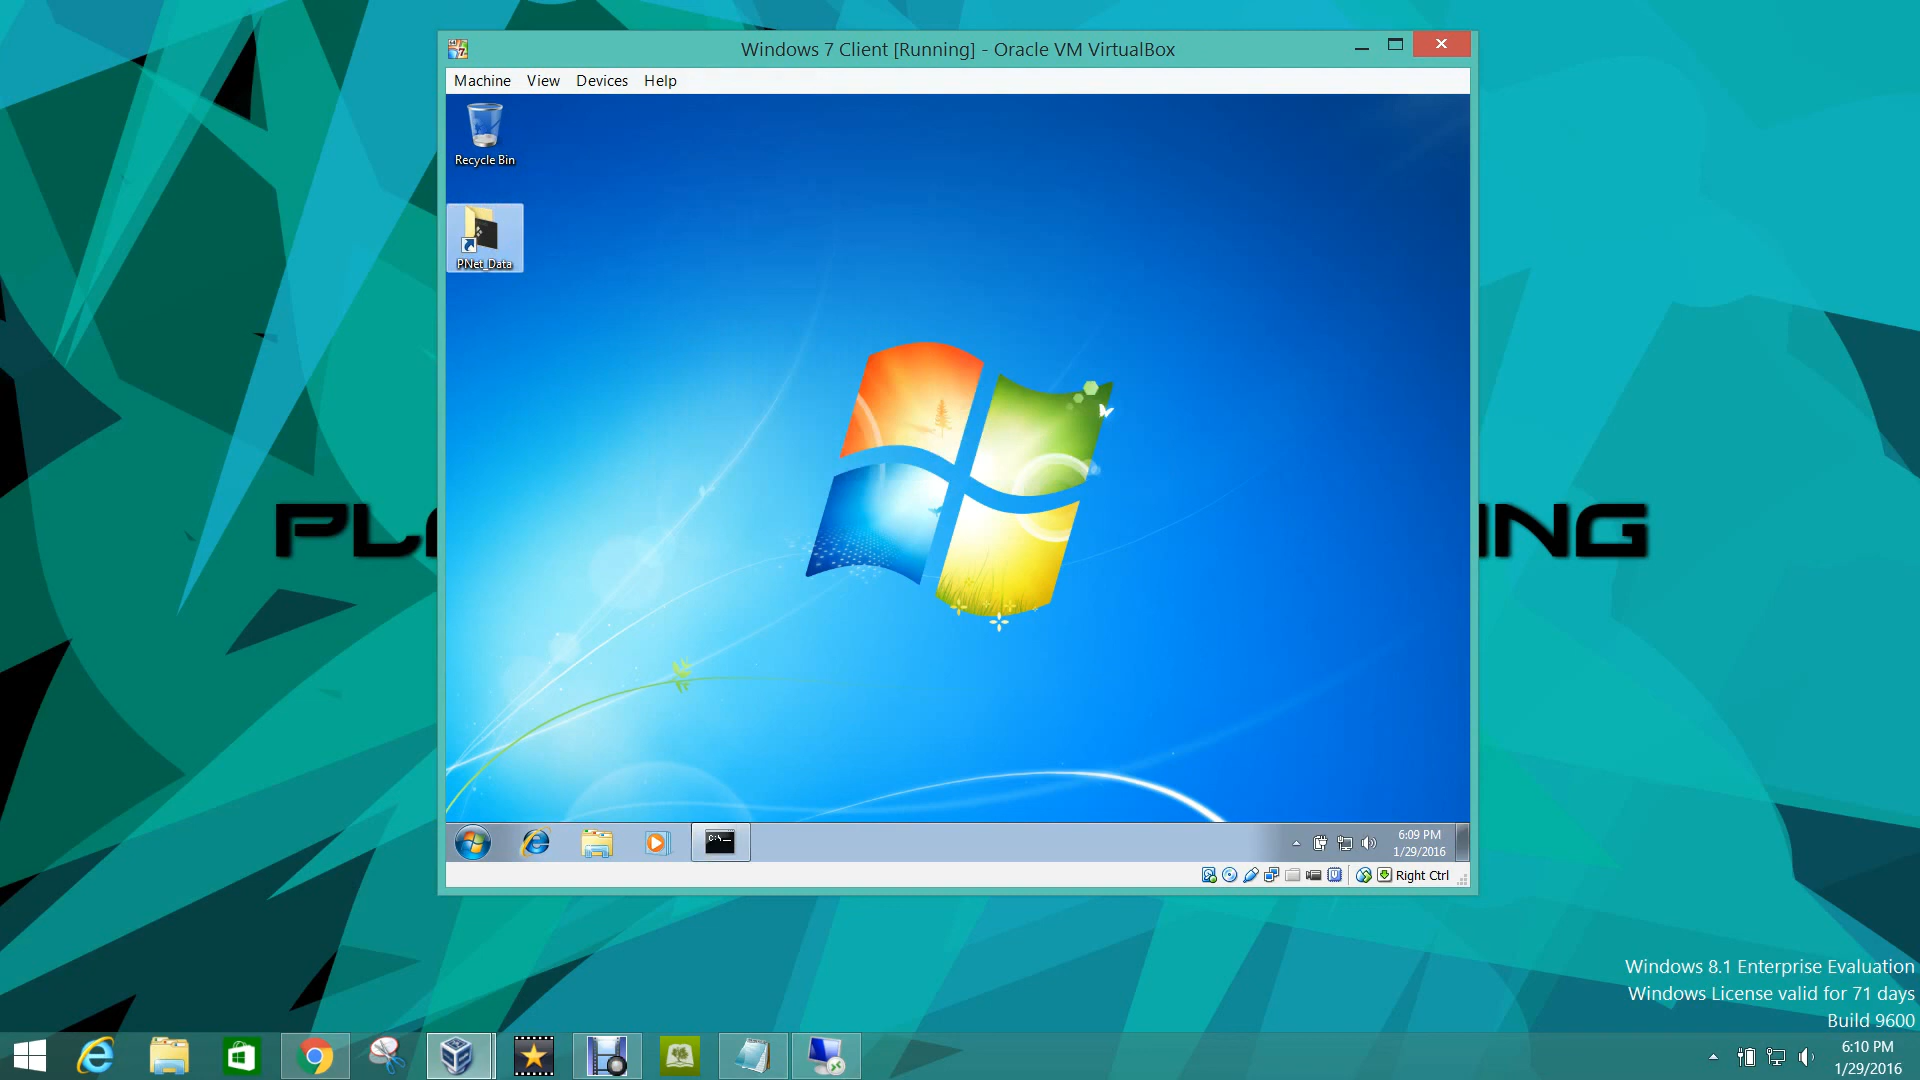 Windows 7 Client [Running] - Oracle VM VirtualBox
Machine View Devices Help
Recycle Bin
PNet_Data
ING
C:\
6:09 PM
1/29/2016
Right Ctrl
Windows 8.1 Enterprise Evaluation
Windows License valid for 71 days
Build 9600
6:10 PM
1/29/2016